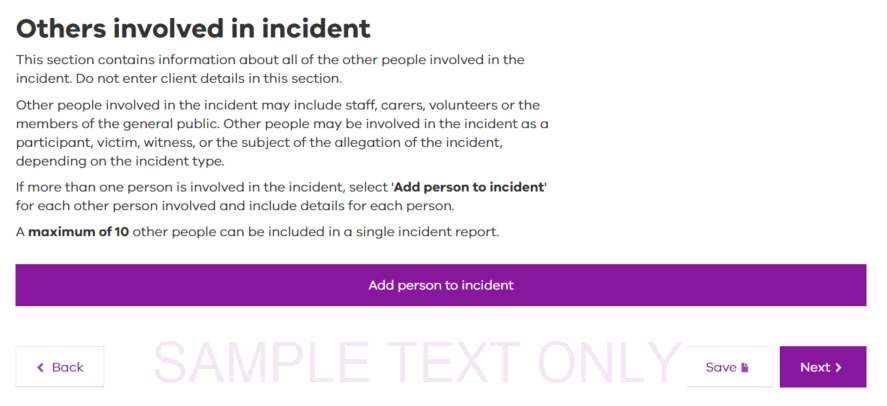 Others involved in incident
This section contains information about all of the other people involved in the
incident. Do not enter client details in this section.
Other people involved in the incident may include staff, carers, volunteers or the
members of the general public. Other people may be involved in the incident as a
participant, victim, witness, or the subject of the allegation of the incident,
depending on the incident type.
If more than one person is involved in the incident, select 'Add person to incident'
for each other person involved and include details for each person.
A maximum of 10 other people can be included in a single incident report.
Add person to incident
Back
SAMPLE TEXT ONLY
Save
Next